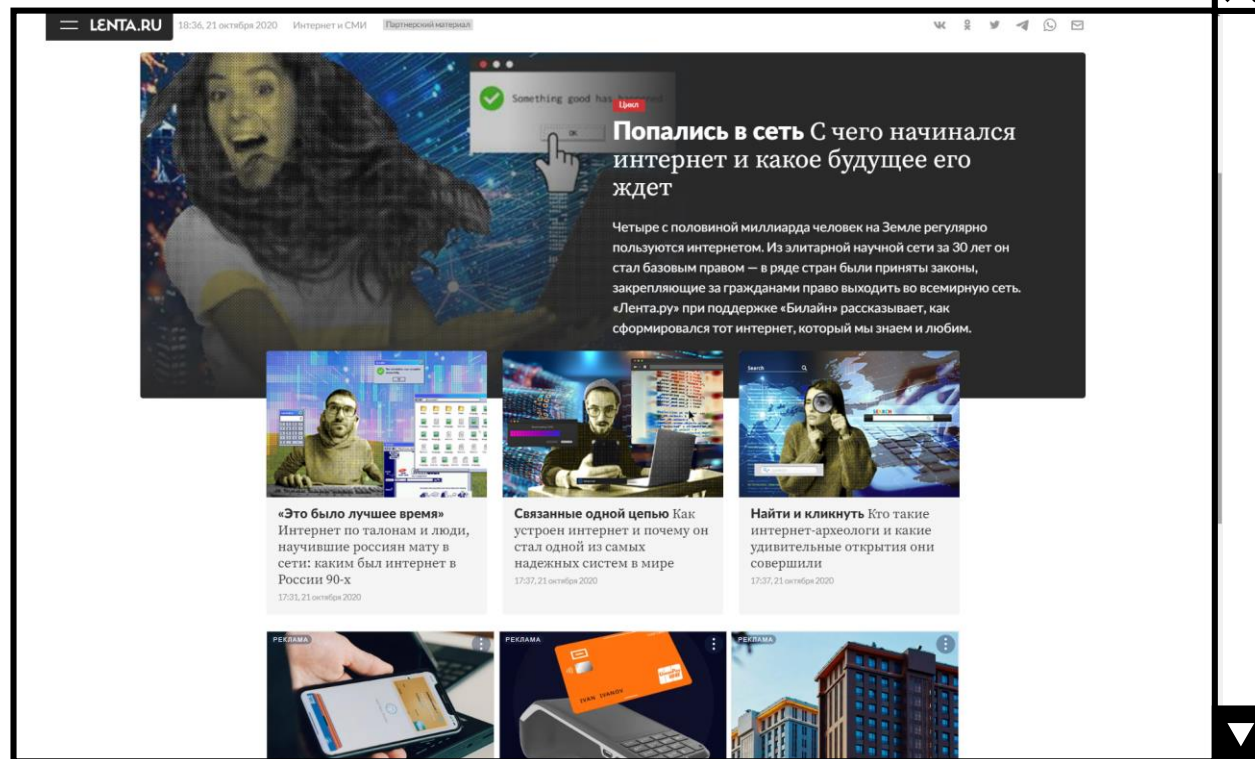 LENTA.RU 18:36, 21 октября 2020 Интернет и СМИ Партнерский материал
Something good has happened
OK
Цикл
Попались в сеть С чего начинался
интернет и какое будущее его
ждет
Четыре с половиной миллиарда человек на Земле регулярно
пользуются интернетом. Из элитарной научной сети за 30 лет он
стал базовым правом — в ряде стран были приняты законы,
закрепляющие за гражданами право выходить во всемирную сеть.
«Лента.ру» при поддержке «Билайн» рассказывает, как
сформировался тот интернет, который мы знаем и любим.
Search
SEARCH
«Это было лучшее время»
Интернет по талонам и люди,
научившие россиян мату в
сети: каким был интернет в
России 90-х
17:31, 21 октября 2020
Связанные одной цепью Как
устроен интернет и почему он
стал одной из самых
надежных систем в мире
17:37, 21 октября 2020
Найти и кликнуть Кто такие
интернет-археологи и какие
удивительные открытия они
совершили
17:37, 21 октября 2020
РЕКЛАМА
РЕКЛАМА
IVAN IVANOV
РЕКЛАМА